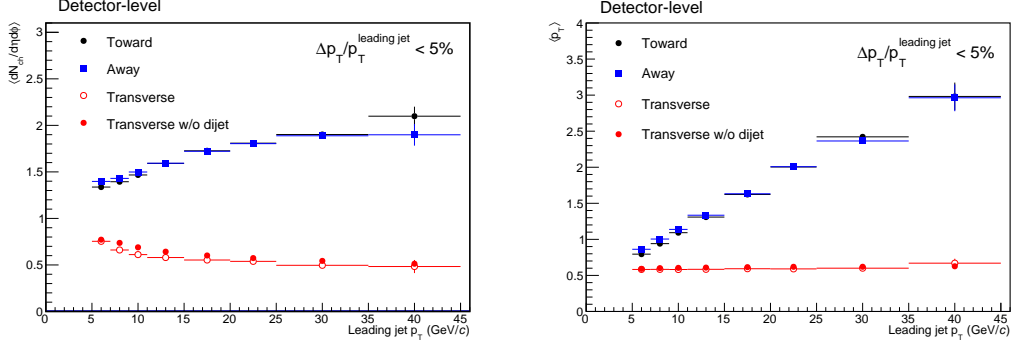 Detector-level
⟨dN_ch/dηdϕ⟩
3
2.5
2
1.5
1
0.5
0
Toward
Away
Transverse
Transverse w/o dijet
Δp_T/p_T^leading jet < 5%
0 5 10 15 20 25 30 35 40 45
Leading jet p_T (GeV/c)
Detector-level
⟨p_T⟩
4
3.5
3
2.5
2
1.5
1
0.5
0
Toward
Away
Transverse
Transverse w/o dijet
Δp_T/p_T^leading jet < 5%
0 5 10 15 20 25 30 35 40 45
Leading jet p_T (GeV/c)